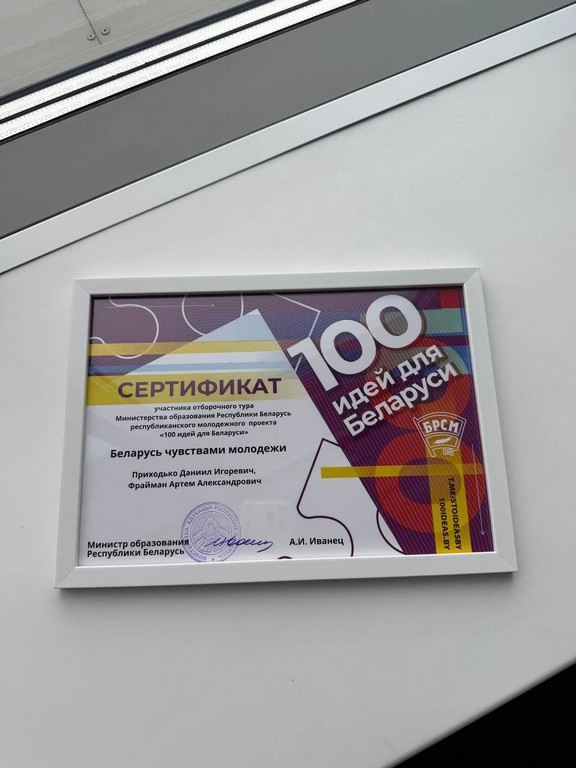 СЕРТИФИКАТ
участника отборочного тура
Министерства образования Республики Беларусь
республиканского молодежного проекта
«100 идей для Беларуси»
Беларусь чувствами молодежи
Приходько Даниил Игоревич,
Фрайман Артем Александрович
Министр образования
Республики Беларусь
А.И. Иванец
100
идей для
Беларуси
БРСМ
T.ME/STOIDEASBY
100IDEAS.BY